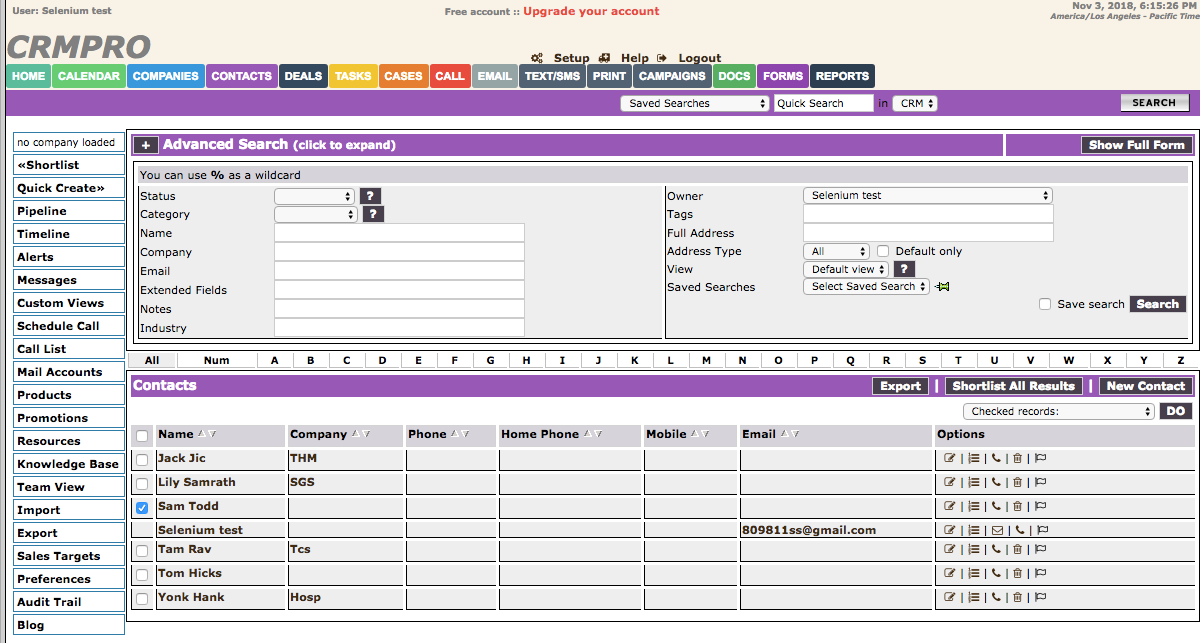 User: Selenium test
Free account :: Upgrade your account
Nov 3, 2018, 6:15:26 PM
America/Los Angeles - Pacific Time
CRMPRO
Setup Help Logout
HOME CALENDAR COMPANIES CONTACTS DEALS TASKS CASES CALL EMAIL TEXT/SMS PRINT CAMPAIGNS DOCS FORMS REPORTS
Saved Searches Quick Search in CRM SEARCH
no company loaded
«Shortlist
Quick Create»
Pipeline
Timeline
Alerts
Messages
Custom Views
Schedule Call
Call List
Mail Accounts
Products
Promotions
Resources
Knowledge Base
Team View
Import
Export
Sales Targets
Preferences
Audit Trail
Blog
+ Advanced Search (click to expand) Show Full Form
You can use % as a wildcard
Status ?
Category ?
Name
Company
Email
Extended Fields
Notes
Industry
Owner Selenium test
Tags
Full Address
Address Type All Default only
View Default view ?
Saved Searches Select Saved Search
Save search Search
All Num A B C D E F G H I J K L M N O P Q R S T U V W X Y Z
Contacts Export | Shortlist All Results | New Contact
Checked records: DO
Name Company Phone Home Phone Mobile Email Options
Jack Jic THM | | | |
Lily Samrath SGS | | | |
Sam Todd | | | |
Selenium test 809811ss@gmail.com | | | |
Tam Rav Tcs | | | |
Tom Hicks | | | |
Yonk Hank Hosp | | | |